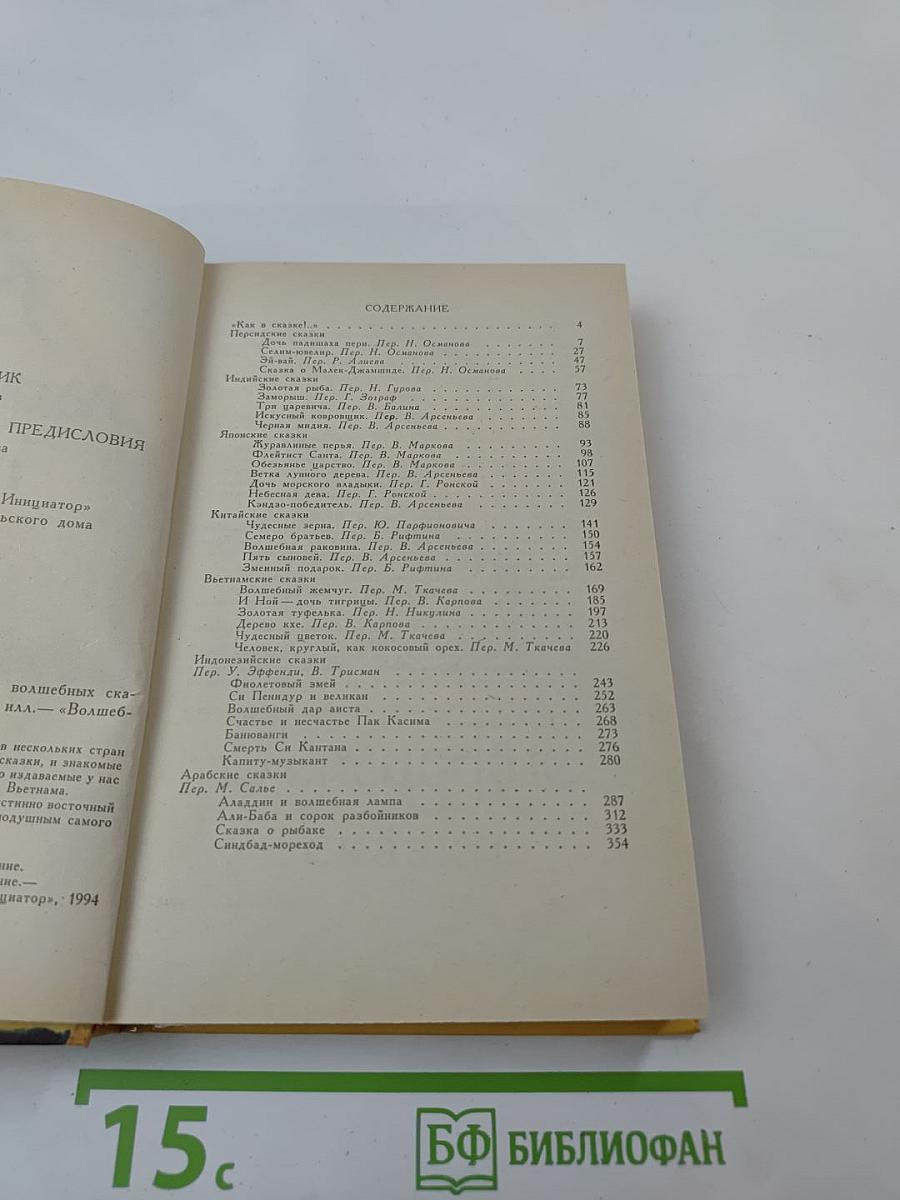 ИК
ПРЕДИСЛОВИЯ
Инициатор»
ьского дома
волшебных ска-
илл.— «Волшеб-
в нескольких стран
сказки, и знакомые
о издаваемые у нас
Вьетнама.
стинно восточный
нодушным самого
ние.
ние.—
циатор», 1994
СОДЕРЖАНИЕ
«Как в сказке!..» . . . . . . . . . . . . . . . . . . 4
Персидские сказки
Дочь падишаха пери. Пер. Н. Османова . . . . . . . 7
Селим-ювелир. Пер. Н. Османова . . . . . . . . . 27
Эй-вай. Пер. Р. Алиева . . . . . . . . . . . . . 47
Сказка о Малек-Джамшиде. Пер. Н. Османова . . . . 57
Индийские сказки
Золотая рыба. Пер. Н. Гурова . . . . . . . . . . 73
Заморыш. Пер. Г. Зограф . . . . . . . . . . . . 77
Три царевича. Пер. В. Балина . . . . . . . . . . 81
Искусный ковровщик. Пер. В. Арсеньева . . . . . . 85
Черная мидия. Пер. В. Арсеньева . . . . . . . . . 88
Японские сказки
Журавлиные перья. Пер. В. Маркова . . . . . . . . 93
Флейтист Санта. Пер. В. Маркова . . . . . . . . . 98
Обезьянье царство. Пер. В. Маркова . . . . . . . . 107
Ветка лунного дерева. Пер. В. Арсеньева . . . . . . 115
Дочь морского владыки. Пер. Г. Ронской . . . . . . 121
Небесная дева. Пер. Г. Ронской . . . . . . . . . 126
Кэндзо-победитель. Пер. В. Арсеньева . . . . . . . 129
Китайские сказки
Чудесные зерна. Пер. Ю. Парфионовича . . . . . . . 141
Семеро братьев. Пер. Б. Рифтина . . . . . . . . . 150
Волшебная раковина. Пер. В. Арсеньева . . . . . . . 154
Пять сыновей. Пер. В. Арсеньева . . . . . . . . . 157
Змеиный подарок. Пер. Б. Рифтина . . . . . . . . 162
Вьетнамские сказки
Волшебный жемчуг. Пер. М. Ткачева . . . . . . . . 169
И Ной — дочь тигрицы. Пер. В. Карпова . . . . . . . 185
Золотая туфелька. Пер. Н. Никулина . . . . . . . . 197
Дерево кхе. Пер. В. Карпова . . . . . . . . . . . 213
Чудесный цветок. Пер. М. Ткачева . . . . . . . . . 220
Человек, круглый, как кокосовый орех. Пер. М. Ткачева 226
Индонезийские сказки
Пер. У. Эффенди, В. Трисман . . . . . . . . . . .
Фиолетовый змей . . . . . . . . . . . . . . . 243
Си Пенидур и великан . . . . . . . . . . . . . 252
Волшебный дар аиста . . . . . . . . . . . . . 263
Счастье и несчастье Пак Касима . . . . . . . . . 268
Банюванги . . . . . . . . . . . . . . . . . 273
Смерть Си Кантана . . . . . . . . . . . . . . 276
Капиту-музыкант . . . . . . . . . . . . . . . 280
Арабские сказки
Пер. М. Салье . . . . . . . . . . . . . . . .
Аладдин и волшебная лампа . . . . . . . . . . . 287
Али-Баба и сорок разбойников . . . . . . . . . . 312
Сказка о рыбаке . . . . . . . . . . . . . . . 333
Синдбад-мореход . . . . . . . . . . . . . . . 354
15 с
БФ БИБЛИОФАН